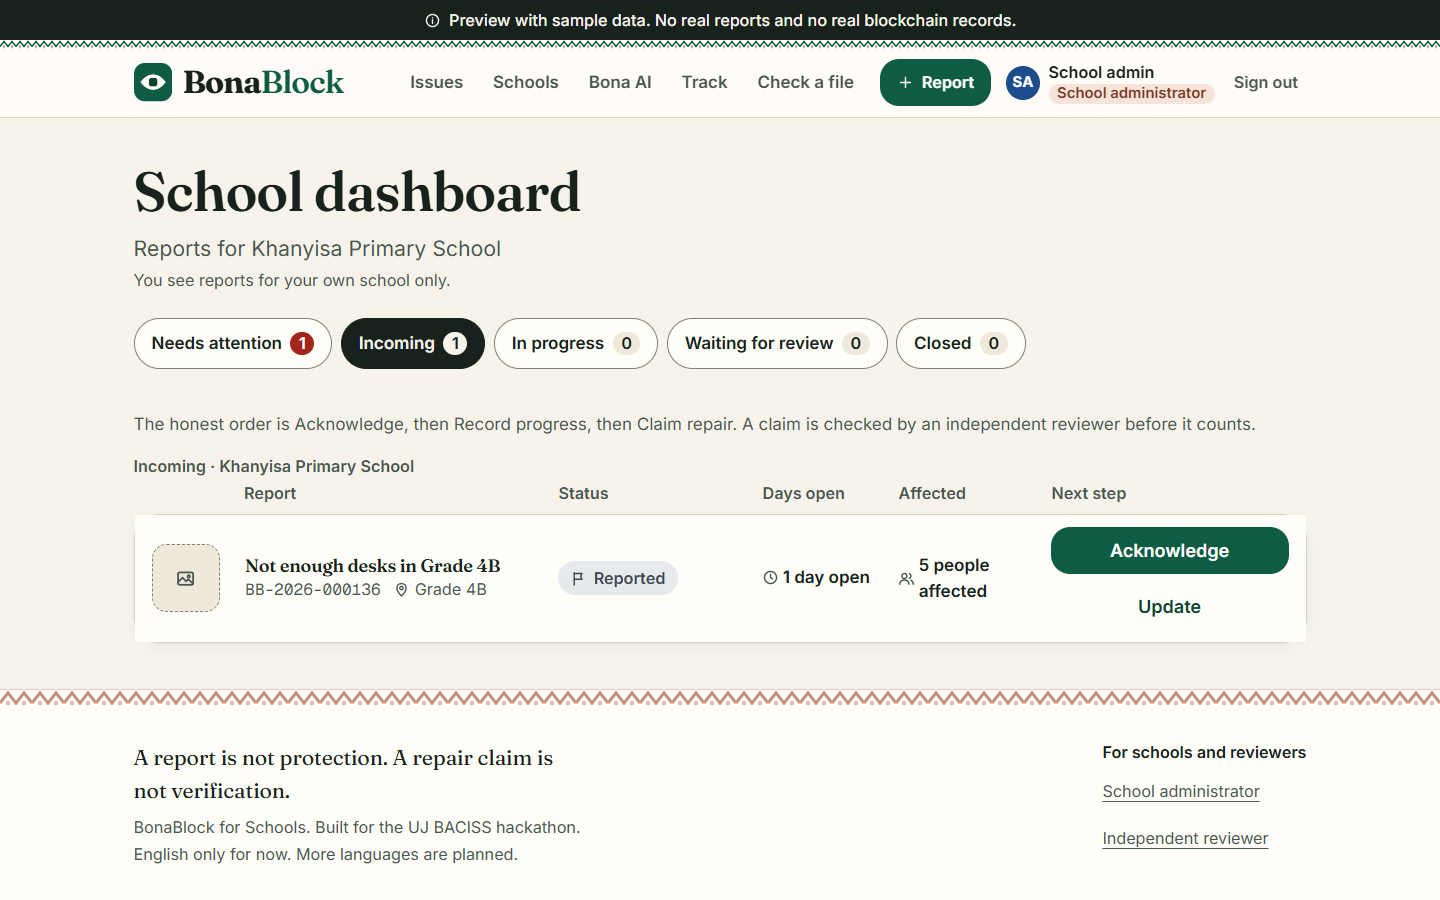 Preview with sample data. No real reports and no real blockchain records.
BonaBlock
Issues
Schools
Bona AI
Track
Check a file
+ Report
SA
School admin
School administrator
Sign out
School dashboard
Reports for Khanyisa Primary School
You see reports for your own school only.
Needs attention 1
Incoming 1
In progress 0
Waiting for review 0
Closed 0
The honest order is Acknowledge, then Record progress, then Claim repair. A claim is checked by an independent reviewer before it counts.
Incoming · Khanyisa Primary School
Report
Status
Days open
Affected
Next step
Not enough desks in Grade 4B
BB-2026-000136 Grade 4B
Reported
1 day open
5 people
affected
Acknowledge
Update
A report is not protection. A repair claim is
not verification.
BonaBlock for Schools. Built for the UJ BACISS hackathon.
English only for now. More languages are planned.
For schools and reviewers
School administrator
Independent reviewer